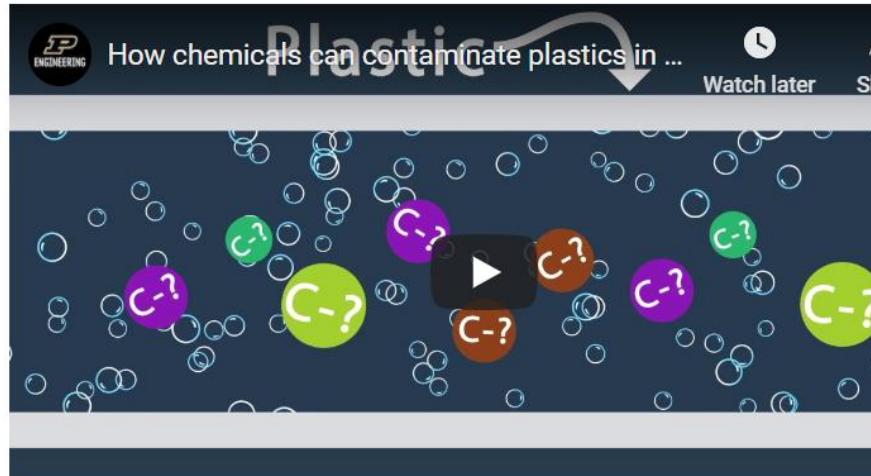 Plastic
P
ENGINEERING
How chemicals can contaminate plastics in ...
Watch later
S
C-?
C-?
C-?
C-?
C-?
C-?
C-?
C-?
C-?